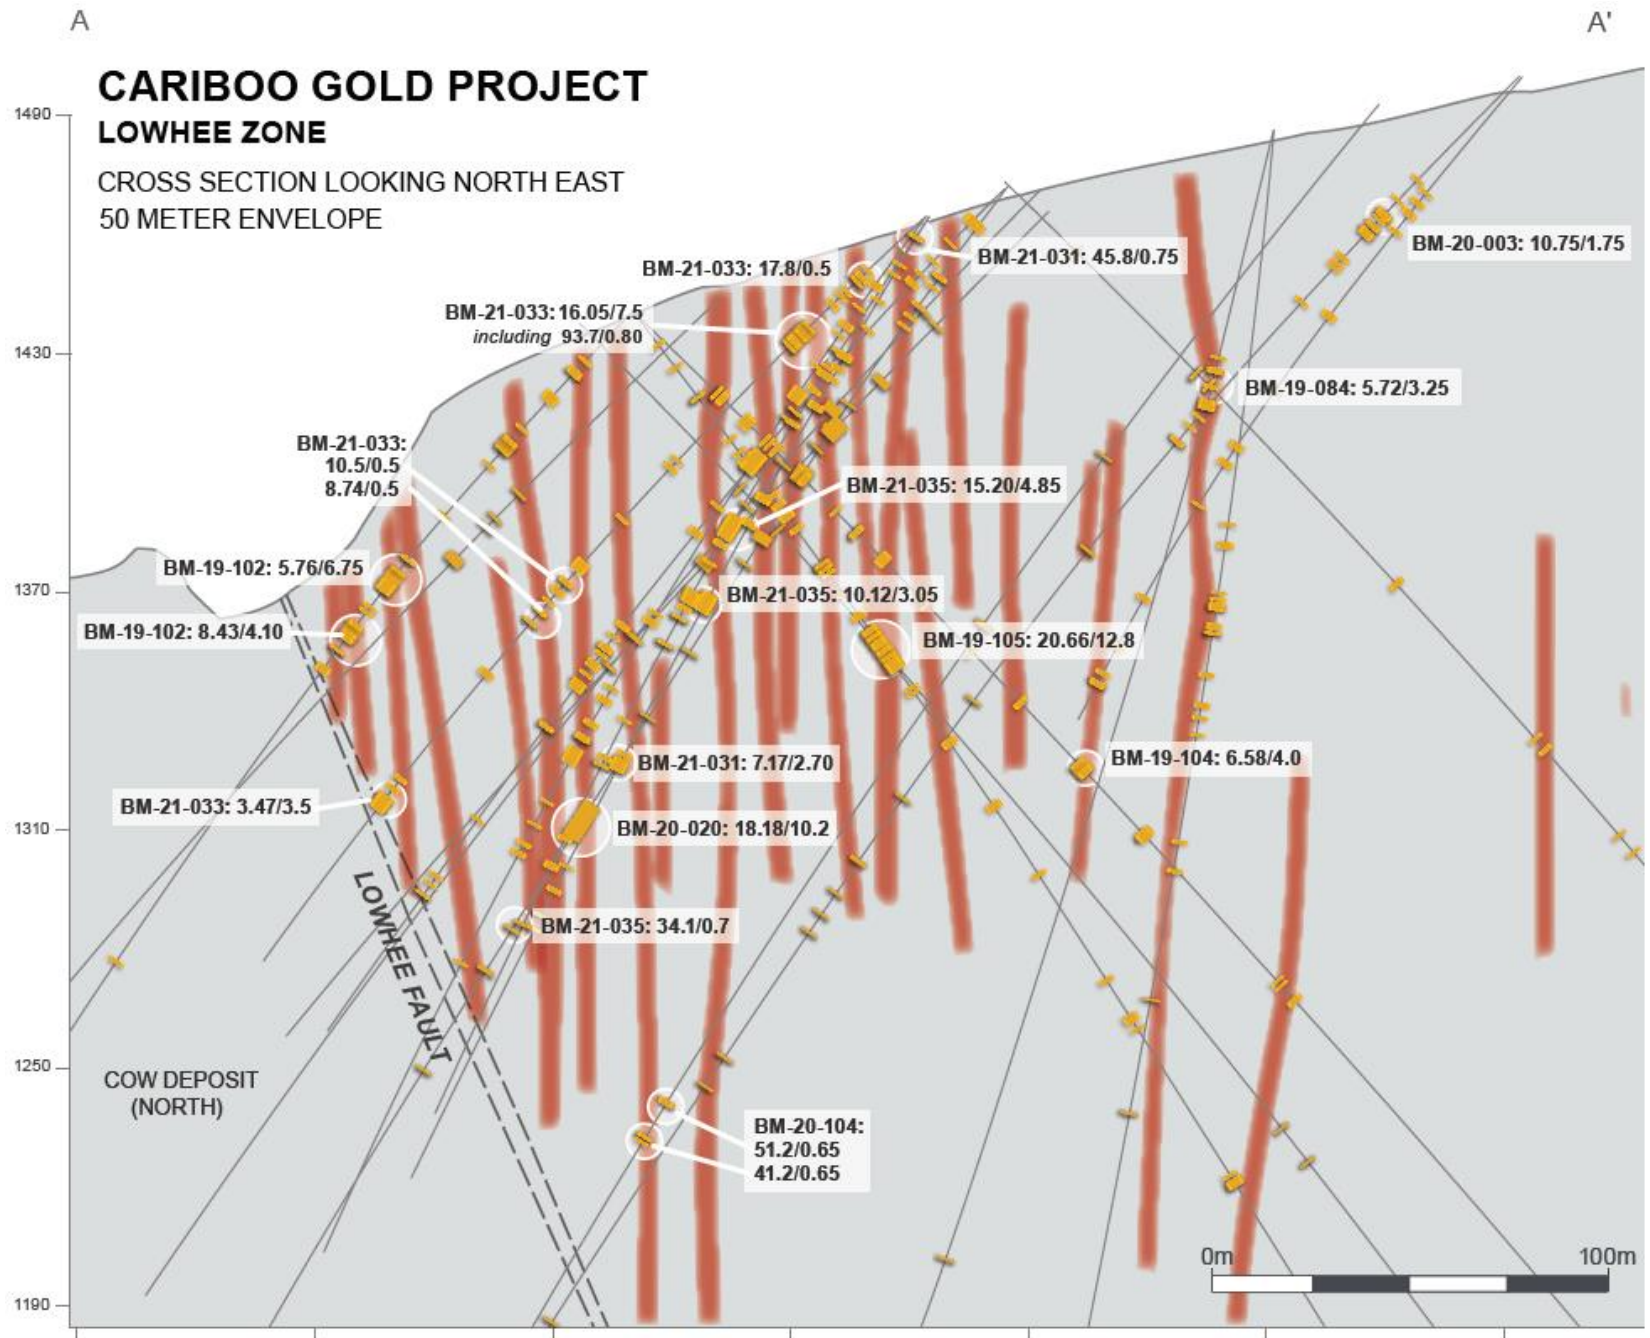 A
A'
CARIBOO GOLD PROJECT
LOWHEE ZONE
CROSS SECTION LOOKING NORTH EAST
50 METER ENVELOPE
1490
1430
1370
1310
1250
1190
BM-21-033: 17.8/0.5
BM-21-031: 45.8/0.75
BM-20-003: 10.75/1.75
BM-21-033: 16.05/7.5
including 93.7/0.80
BM-19-084: 5.72/3.25
BM-21-033:
10.5/0.5
8.74/0.5
BM-21-035: 15.20/4.85
BM-19-102: 5.76/6.75
BM-21-035: 10.12/3.05
BM-19-102: 8.43/4.10
BM-19-105: 20.66/12.8
BM-21-031: 7.17/2.70
BM-19-104: 6.58/4.0
BM-21-033: 3.47/3.5
BM-20-020: 18.18/10.2
BM-21-035: 34.1/0.7
LOWHEE FAULT
COW DEPOSIT
(NORTH)
BM-20-104:
51.2/0.65
41.2/0.65
0m
100m